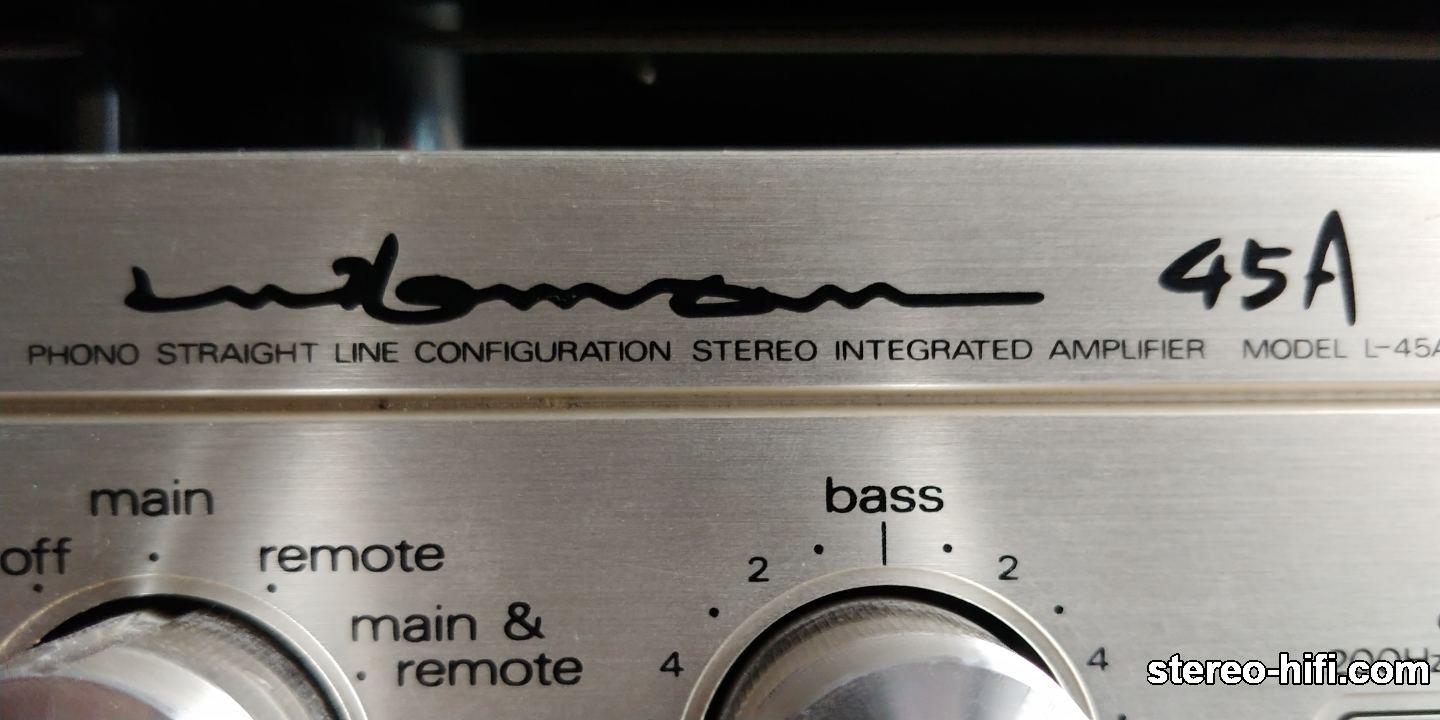 45A
PHONO STRAIGHT LINE CONFIGURATION STEREO INTEGRATED AMPLIFIER MODEL L-45A
main
bass
off
remote
2
2
main &
remote
4
4
200Hz
stereo-hifi.com